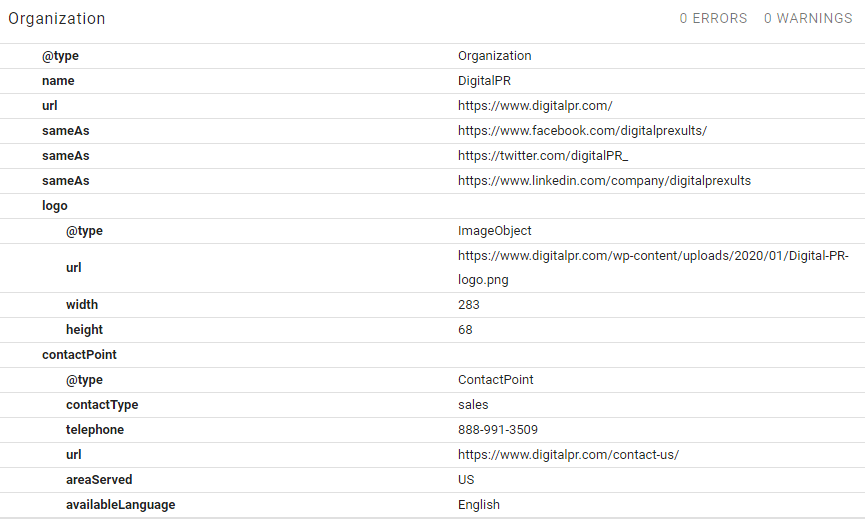 Organization 0 ERRORS 0 WARNINGS
@type Organization
name DigitalPR
url https://www.digitalpr.com/
sameAs https://www.facebook.com/digitalprexults/
sameAs https://twitter.com/digitalPR_
sameAs https://www.linkedin.com/company/digitalprexults
logo
@type ImageObject
url https://www.digitalpr.com/wp-content/uploads/2020/01/Digital-PR-
logo.png
width 283
height 68
contactPoint
@type ContactPoint
contactType sales
telephone 888-991-3509
url https://www.digitalpr.com/contact-us/
areaServed US
availableLanguage English